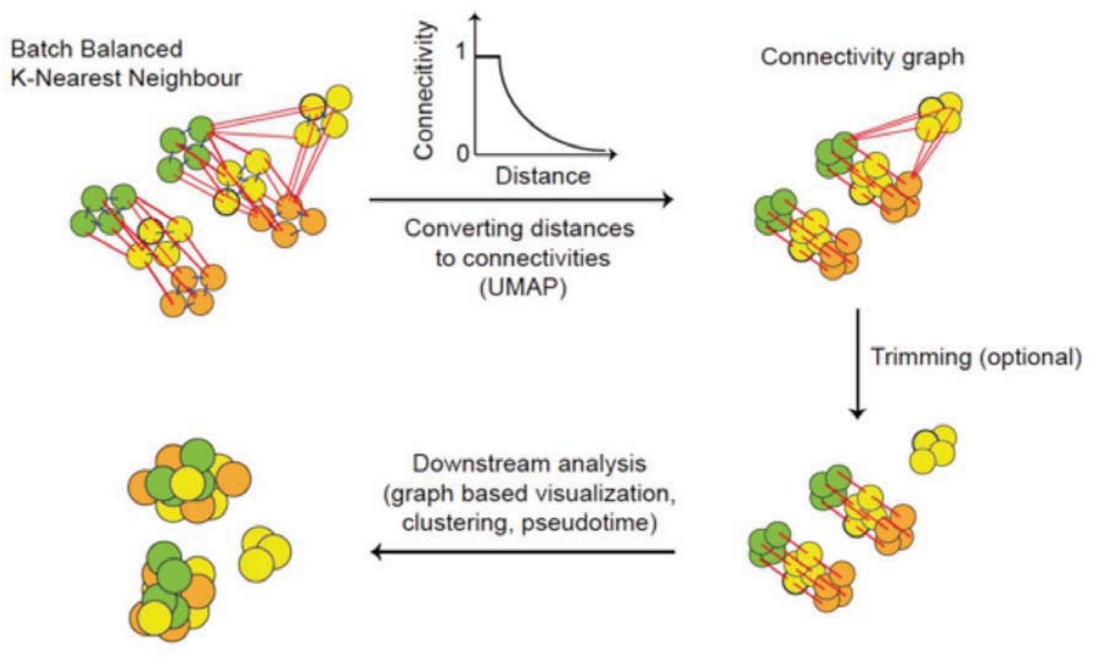 Batch Balanced
K-Nearest Neighbour
Connecitivity
1
0
Distance
Converting distances
to connectivities
(UMAP)
Connectivity graph
Trimming (optional)
Downstream analysis
(graph based visualization,
clustering, pseudotime)